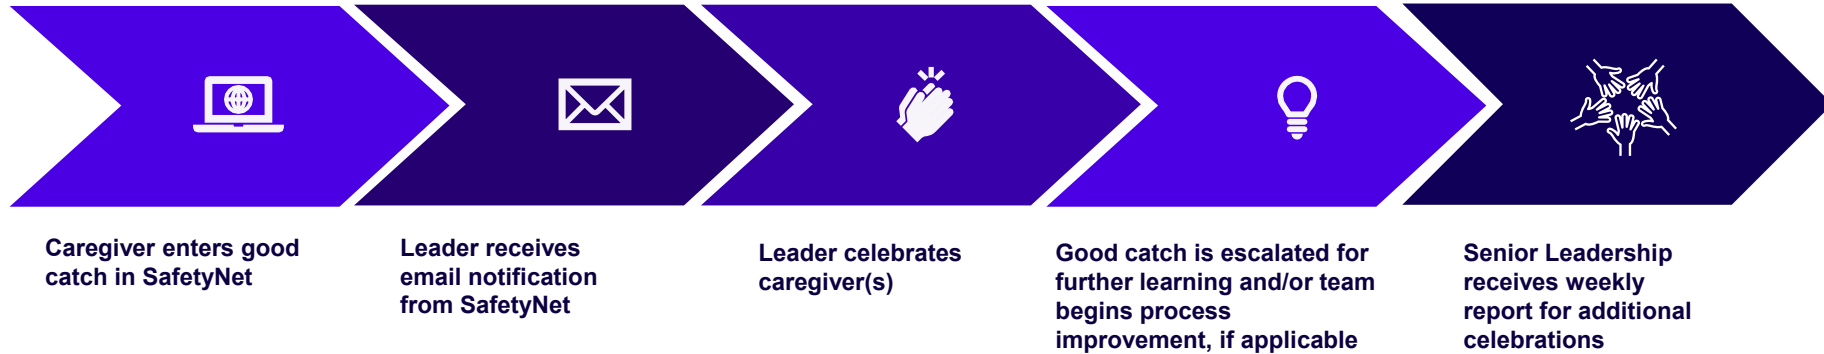 Caregiver enters good
catch in SafetyNet
Leader receives
email notification
from SafetyNet
Leader celebrates
caregiver(s)
Good catch is escalated for
further learning and/or team
begins process
improvement, if applicable
Senior Leadership
receives weekly
report for additional
celebrations